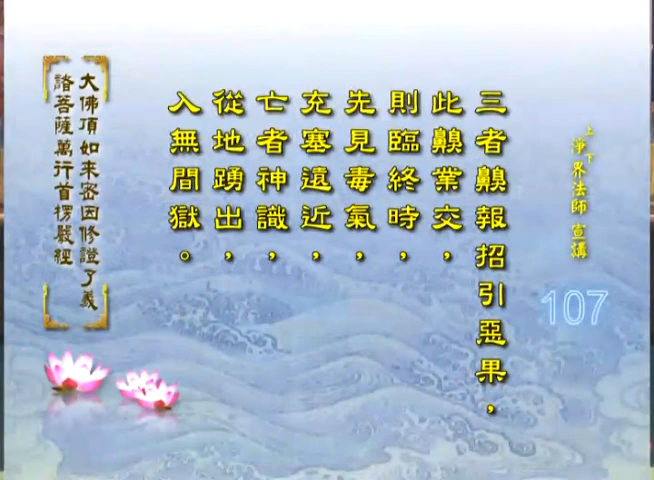 上淨下界法師 宣講
107
三者齅報招引惡果，
此齅業交，
則臨終時，
先見毒氣，
充塞遠近，
亡者神識，
從地踴出，
入無間獄。
大佛頂如來密因修證了義
諸菩薩萬行首楞嚴經